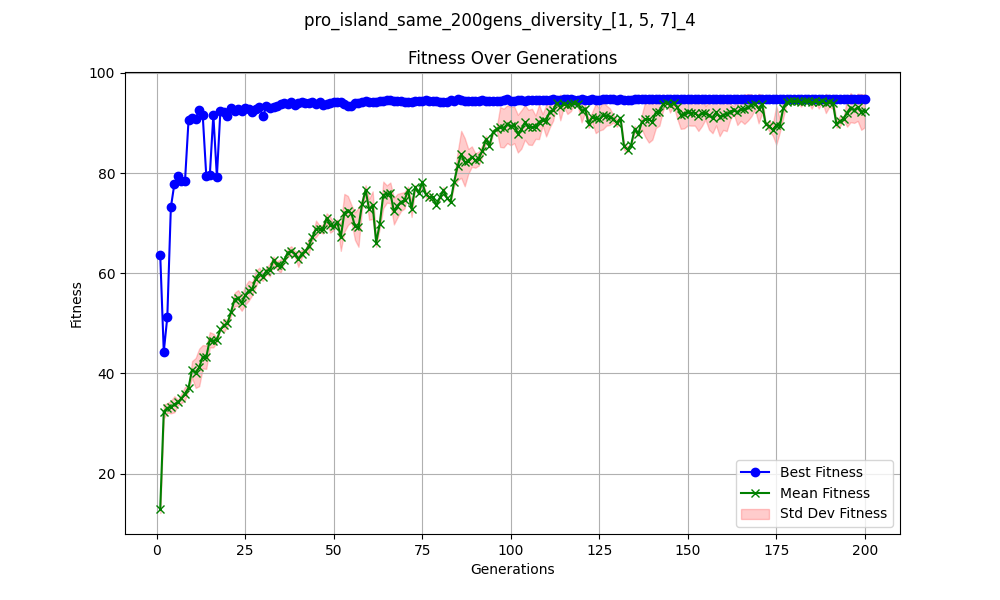 pro_island_same_200gens_diversity_[1, 5, 7]_4
Fitness Over Generations
100
80
60
40
20
Fitness
0 25 50 75 100 125 150 175 200
Generations
Best Fitness
Mean Fitness
Std Dev Fitness